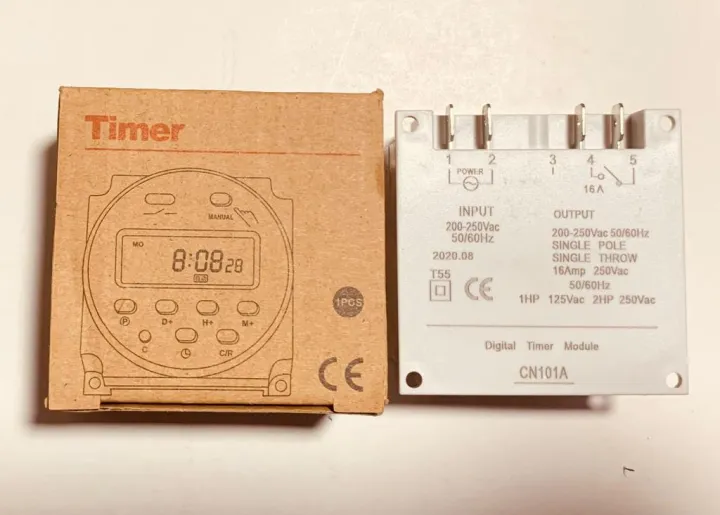 Timer
MANUAL
MO
8:08 28
1PCS
P D+ H+ M+
C C/R
CE
1 2 3 4 5
POWER
16A
INPUT
200-250Vac
50/60Hz
2020.08
T55
CE
OUTPUT
200-250Vac 50/60Hz
SINGLE POLE
SINGLE THROW
16Amp 250Vac
50/60Hz
1HP 125Vac 2HP 250Vac
Digital Timer Module
CN101A